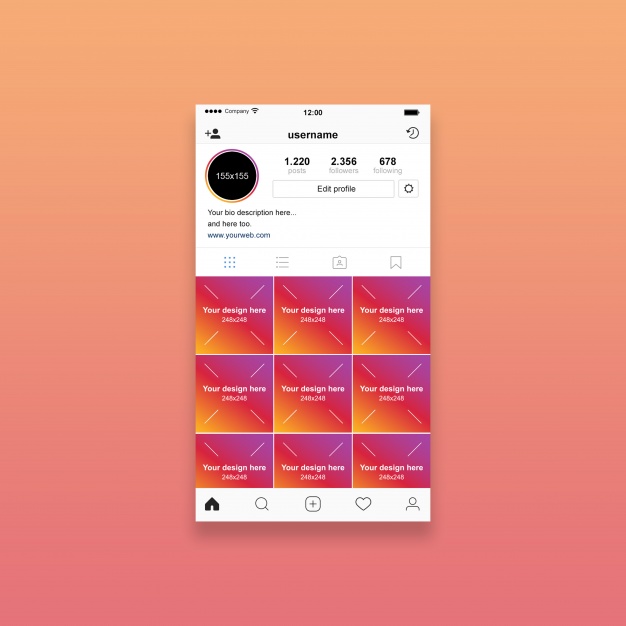 Company 12:00
username
155x155
1.220 2.356 678
posts followers following
Edit profile
Your bio description here...
and here too.
www.yourweb.com
Your design here Your design here Your design here
248x248 248x248 248x248
Your design here Your design here Your design here
248x248 248x248 248x248
Your design here Your design here Your design here
248x248 248x248 248x248